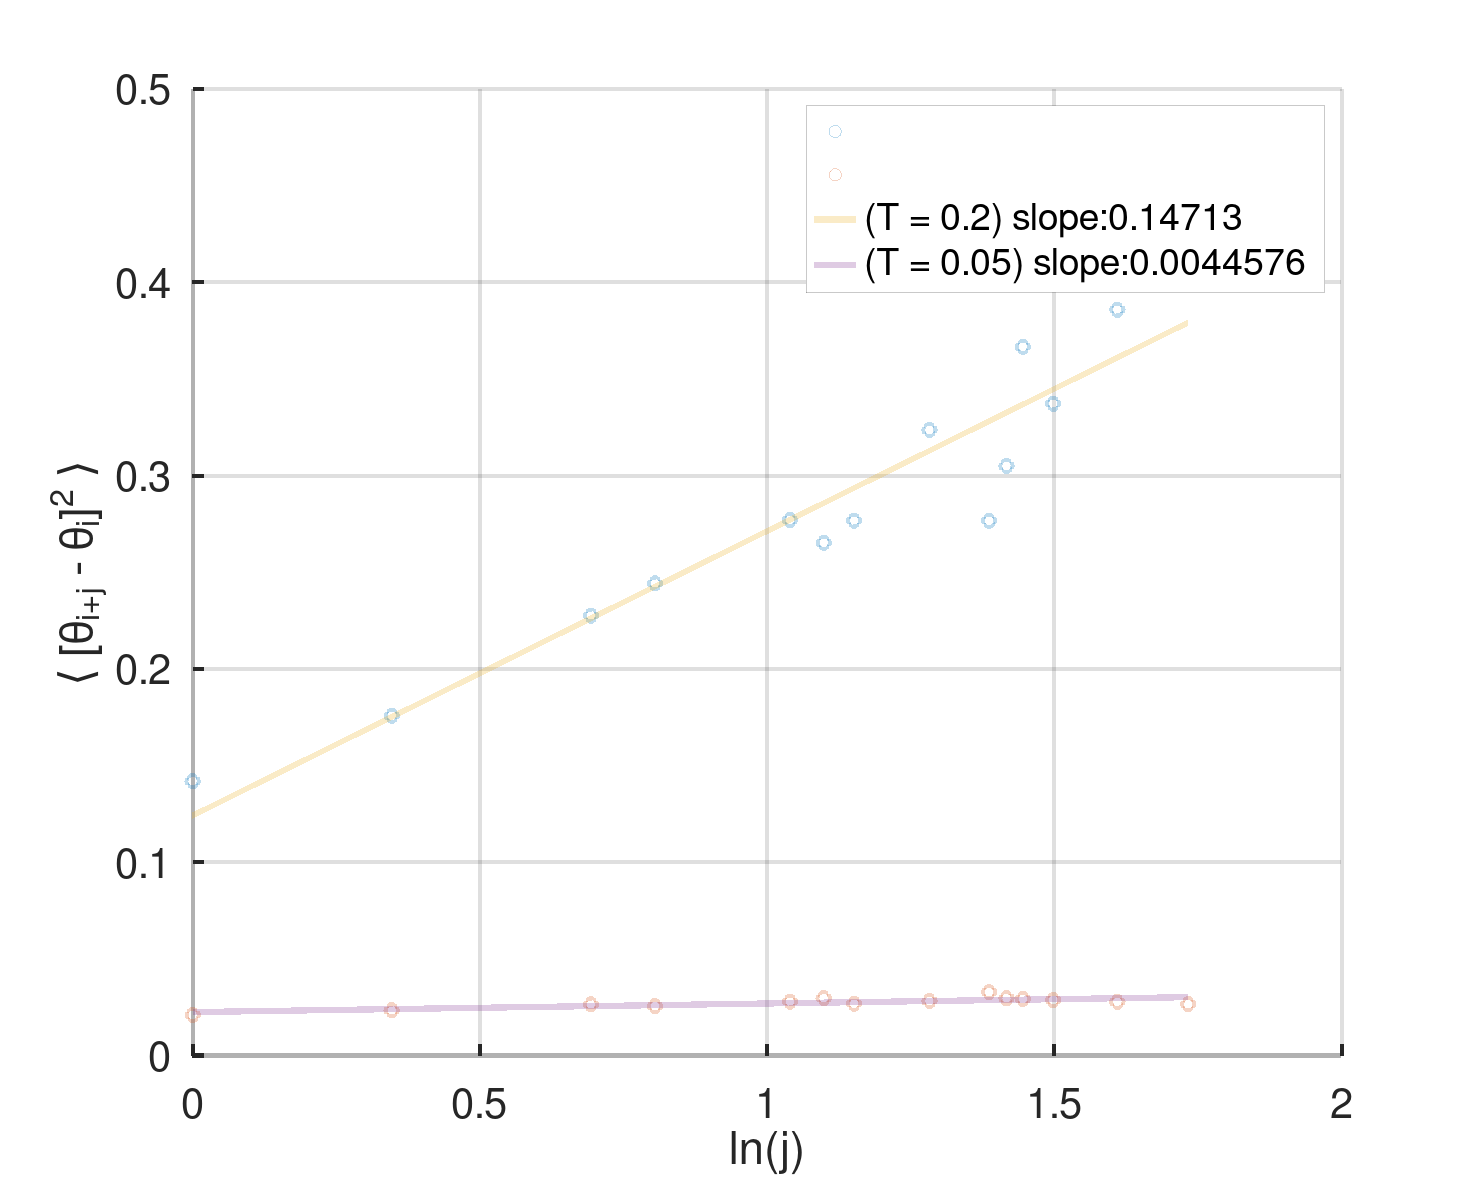 0.5
0.4
0.3
0.2
0.1
0
0
0.5
1
1.5
2
ln(j)
⟨ [θi+j - θi]2 ⟩
(T = 0.2) slope:0.14713
(T = 0.05) slope:0.0044576